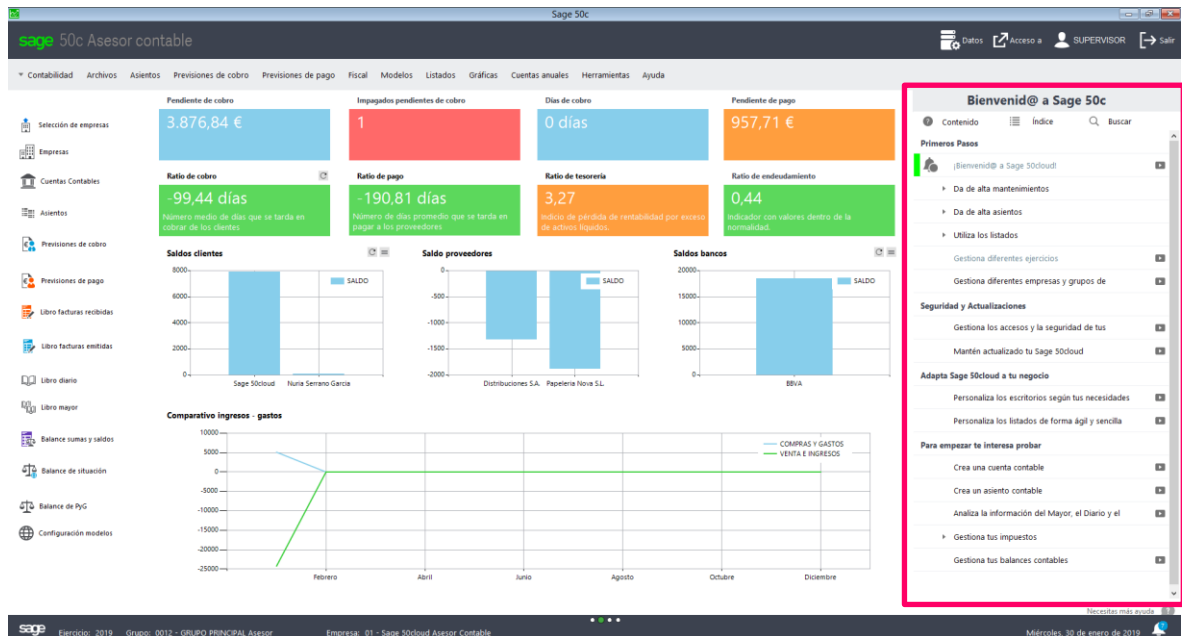 Sage 50c
sage 50c Asesor contable
Datos Acceso a SUPERVISOR Salir
Contabilidad Archivos Asientos Previsiones de cobro Previsiones de pago Fiscal Modelos Listados Gráficas Cuentas anuales Herramientas Ayuda
Selección de empresas
Empresas
Cuentas Contables
Asientos
Previsiones de cobro
Previsiones de pago
Libro facturas recibidas
Libro facturas emitidas
Libro diario
Libro mayor
Balance sumas y saldos
Balance de situación
Balance de PyG
Configuración modelos
Pendiente de cobro
3.876,84 €
Impagados pendientes de cobro
1
Días de cobro
0 días
Pendiente de pago
957,71 €
Ratio de cobro
-99,44 días
Número medio de días que se tarda en
cobrar de los clientes
Ratio de pago
-190,81 días
Número de días promedio que se tarda en
pagar a los proveedores
Ratio de tesorería
3,27
Indicio de pérdida de rentabilidad por exceso
de activos líquidos.
Ratio de endeudamiento
0,44
Indicador con valores dentro de la
normalidad.
Saldos clientes
8000
6000
4000
2000
0
SALDO
Sage 50cloud Nuria Serrano Garcia
Saldo proveedores
0
-500
-1000
-1500
-2000
SALDO
Distribuciones S.A. Papeleria Nova S.L.
Saldos bancos
20000
15000
10000
5000
0
SALDO
BBVA
Comparativo ingresos - gastos
10000
5000
0
-5000
-10000
-15000
-20000
-25000
COMPRAS Y GASTOS
VENTA E INGRESOS
Febrero Abril Junio Agosto Octubre Diciembre
Bienvenid@ a Sage 50c
Contenido Índice Buscar
Primeros Pasos
¡Bienvenid@ a Sage 50cloud!
Da de alta mantenimientos
Da de alta asientos
Utiliza los listados
Gestiona diferentes ejercicios
Gestiona diferentes empresas y grupos de
Seguridad y Actualizaciones
Gestiona los accesos y la seguridad de tus
Mantén actualizado tu Sage 50cloud
Adapta Sage 50cloud a tu negocio
Personaliza los escritorios según tus necesidades
Personaliza los listados de forma ágil y sencilla
Para empezar te interesa probar
Crea una cuenta contable
Crea un asiento contable
Analiza la información del Mayor, el Diario y el
Gestiona tus impuestos
Gestiona tus balances contables
Necesitas más ayuda
sage Ejercicio: 2019 Grupo: 0012 - GRUPO PRINCIPAL Asesor Empresa: 01 - Sage 50cloud Asesor Contable Miércoles, 30 de enero de 2019